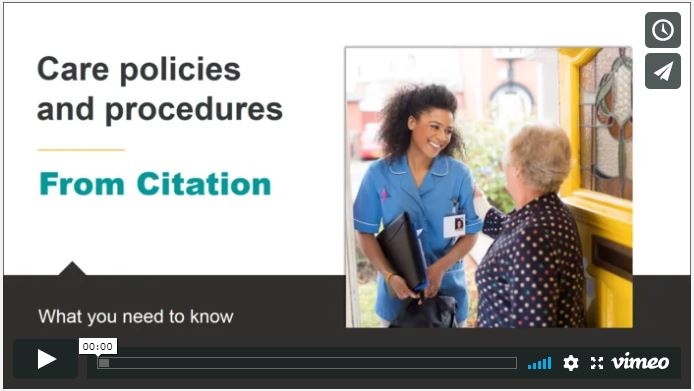 Care policies
and procedures
From Citation
What you need to know
00:00
vimeo